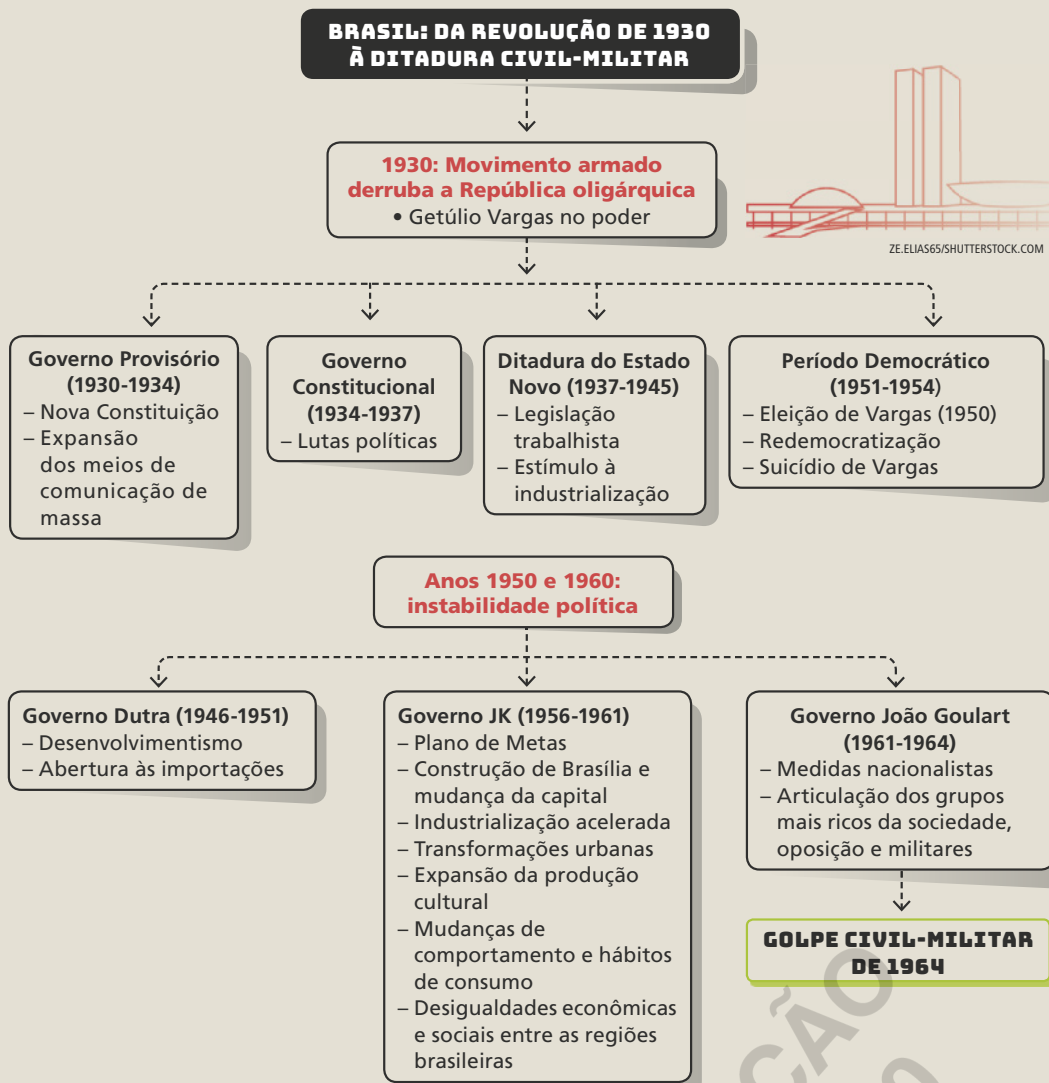 BRASIL: DA REVOLUÇÃO DE 1930
À DITADURA CIVIL-MILITAR
1930: Movimento armado
derruba a República oligárquica
• Getúlio Vargas no poder
ZE.ELIAS65/SHUTTERSTOCK.COM
Governo Provisório
(1930-1934)
– Nova Constituição
– Expansão
dos meios de
comunicação de
massa
Governo
Constitucional
(1934-1937)
– Lutas políticas
Ditadura do Estado
Novo (1937-1945)
– Legislação
trabalhista
– Estímulo à
industrialização
Período Democrático
(1951-1954)
– Eleição de Vargas (1950)
– Redemocratização
– Suicídio de Vargas
Anos 1950 e 1960:
instabilidade política
Governo Dutra (1946-1951)
– Desenvolvimentismo
– Abertura às importações
Governo JK (1956-1961)
– Plano de Metas
– Construção de Brasília e
mudança da capital
– Industrialização acelerada
– Transformações urbanas
– Expansão da produção
cultural
– Mudanças de
comportamento e hábitos
de consumo
– Desigualdades econômicas
e sociais entre as regiões
brasileiras
Governo João Goulart
(1961-1964)
– Medidas nacionalistas
– Articulação dos grupos
mais ricos da sociedade,
oposição e militares
GOLPE CIVIL-MILITAR
DE 1964